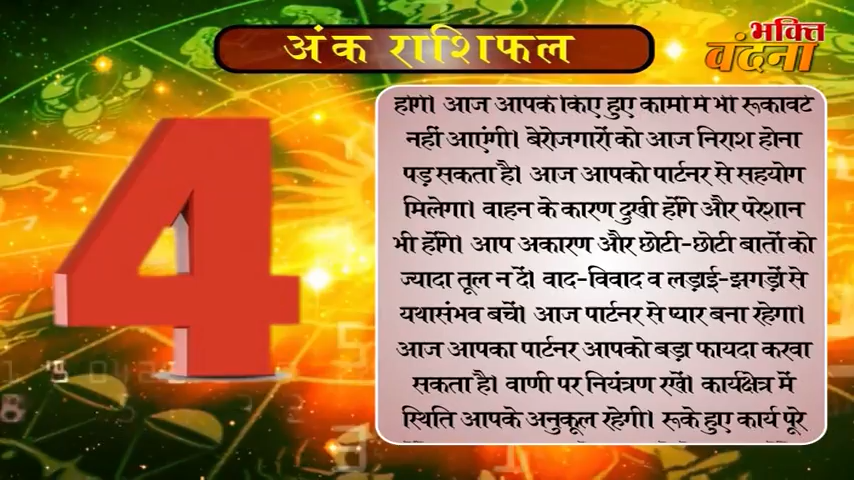 अंक राशिफल
भक्ति
वंदना
4
होंगे। आज आपके किए हुए कामों में भी रूकावटें
नहीं आएंगी। बेरोजगारों को आज निराश होना
पड़ सकता है। आज आपको पार्टनर से सहयोग
मिलेगा। वाहन के कारण दुखी होंगे और परेशान
भी होंगे। आप अकारण और छोटी-छोटी बातों को
ज्यादा तूल न दें। वाद-विवाद व लड़ाई-झगड़ों से
यथासंभव बचें। आज पार्टनर से प्यार बना रहेगा।
आज आपका पार्टनर आपको बड़ा फायदा करवा
सकता है। वाणी पर नियंत्रण रखें। कार्यक्षेत्र में
स्थिति आपके अनुकूल रहेगी। रूके हुए कार्य पूरे